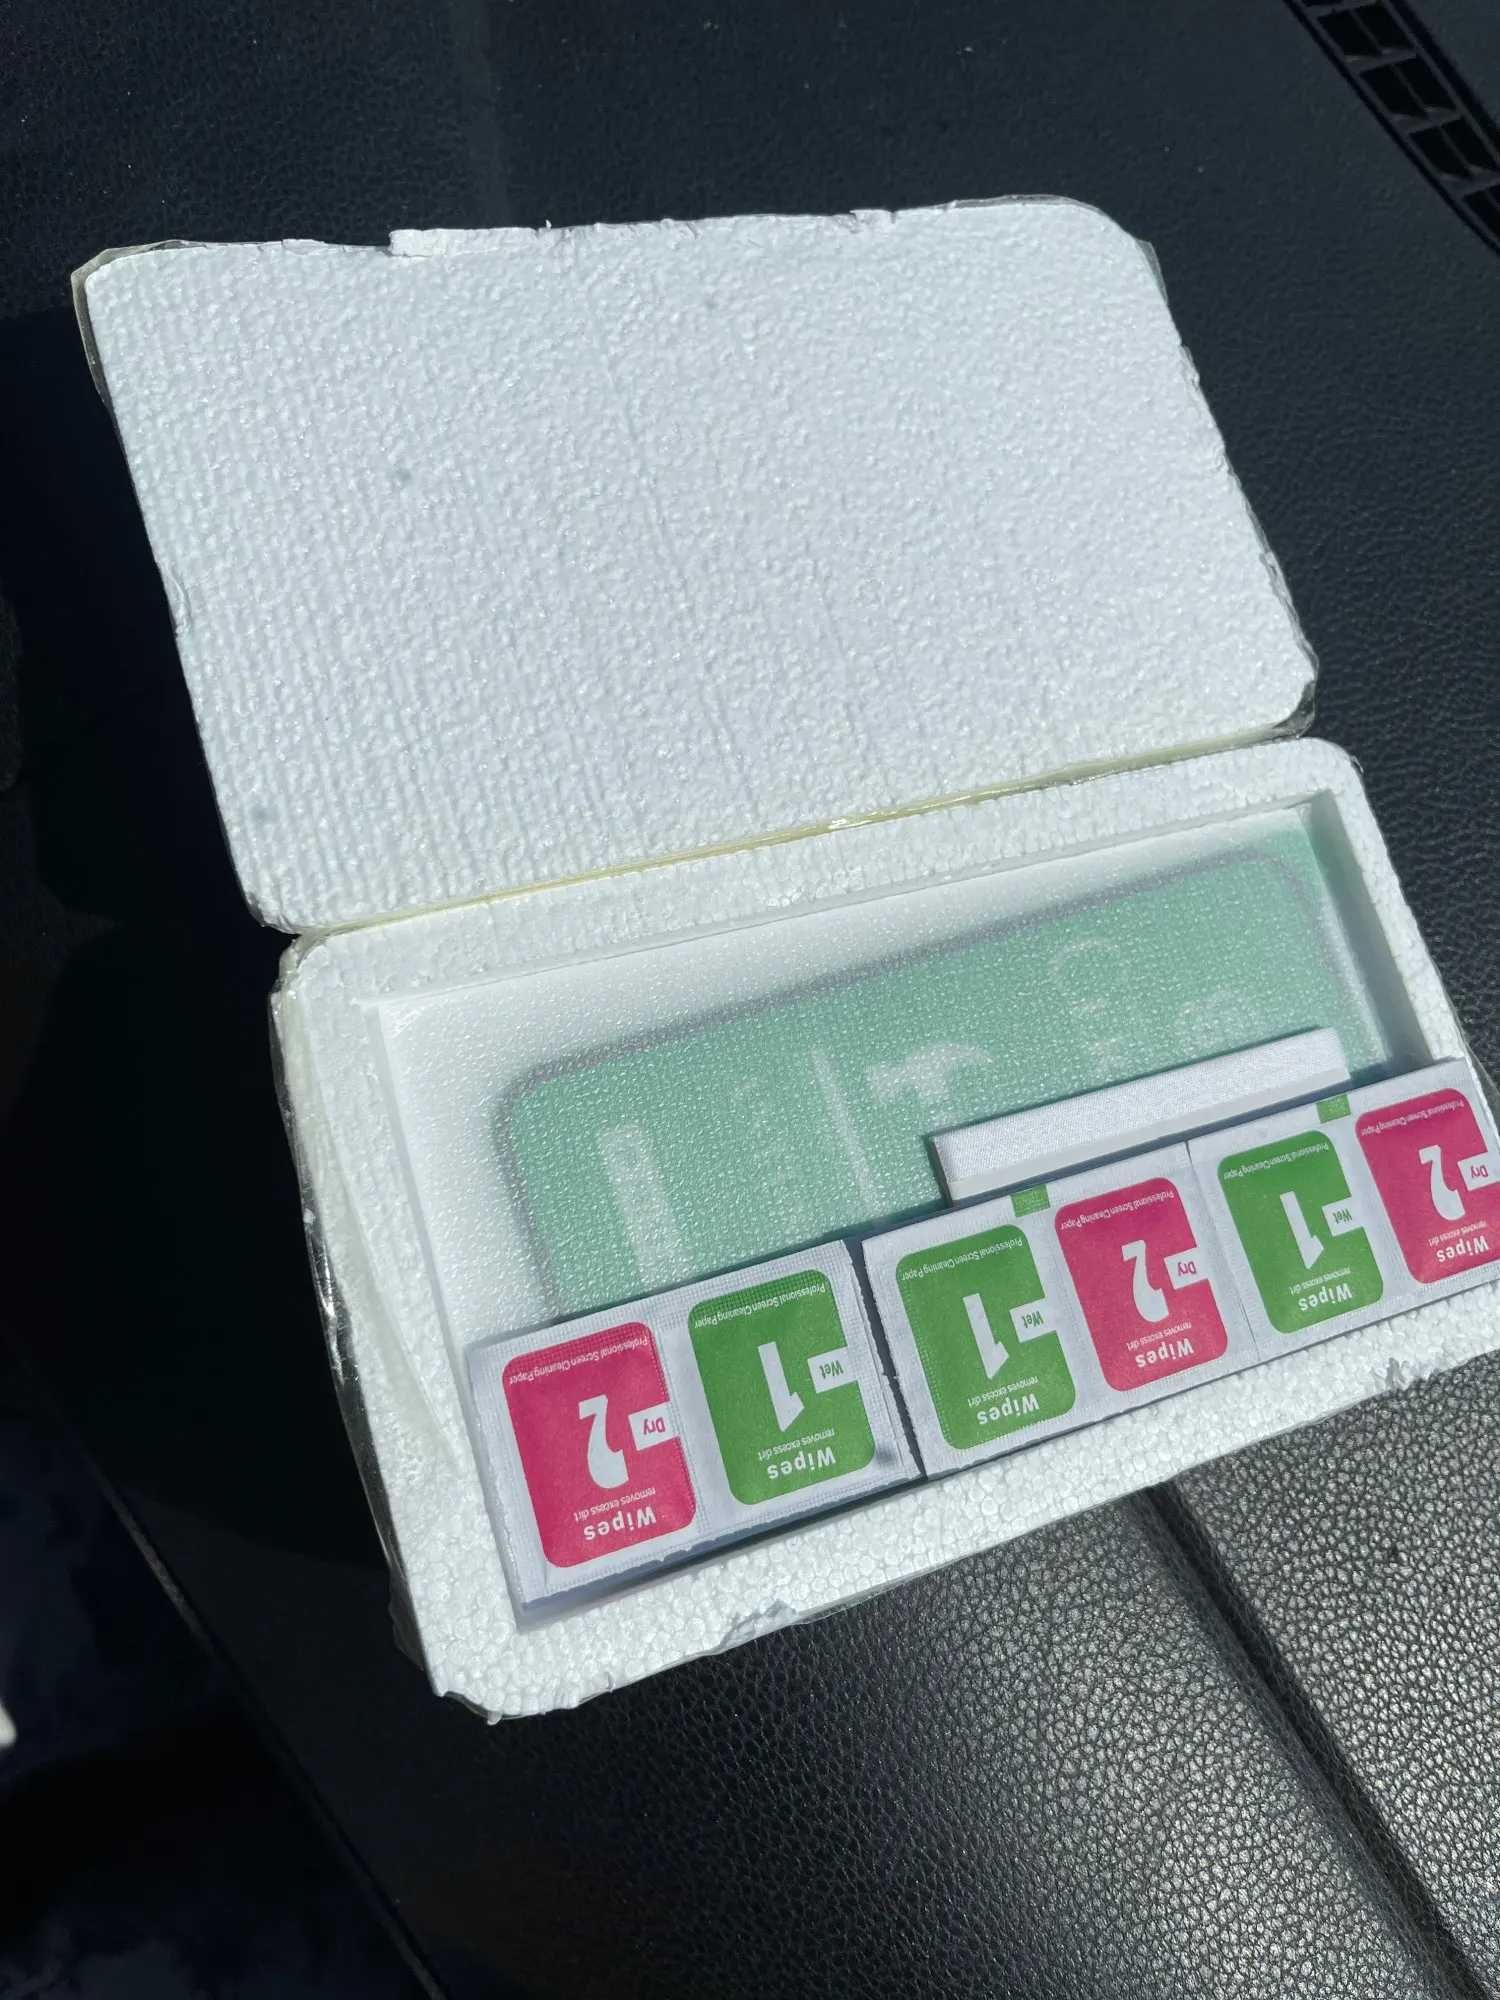 Professional Screen Cleaning Paper
2
Dry
removes excess dirt
Wipes
Professional Screen Cleaning Paper
1
Wet
removes excess dirt
Wipes
Professional Screen Cleaning Paper
1
Wet
removes excess dirt
Wipes
Professional Screen Cleaning Paper
2
Dry
removes excess dirt
Wipes
Professional Screen Cleaning Paper
1
Wet
removes excess dirt
Wipes
Professional Screen Cleaning Paper
2
Dry
removes excess dirt
Wipes